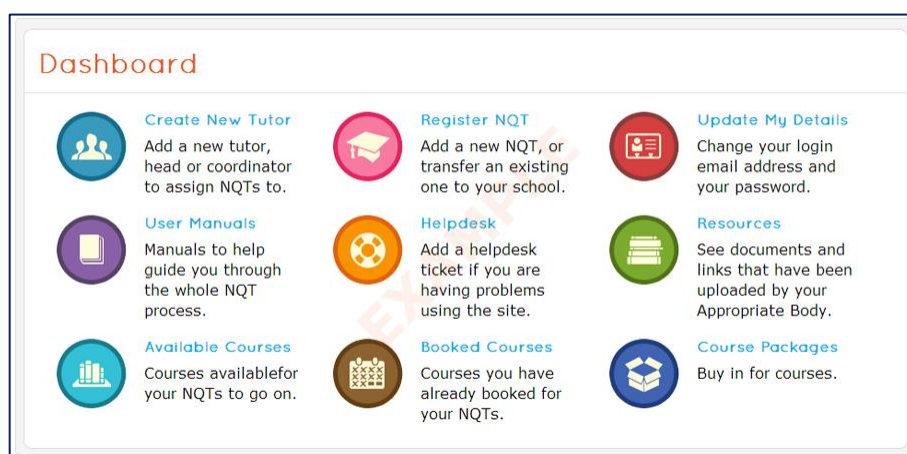 Dashboard
Create New Tutor
Add a new tutor,
head or coordinator
to assign NQTs to.
Register NQT
Add a new NQT, or
transfer an existing
one to your school.
Update My Details
Change your login
email address and
your password.
User Manuals
Manuals to help
guide you through
the whole NQT
process.
Helpdesk
Add a helpdesk
ticket if you are
having problems
using the site.
Resources
See documents and
links that have been
uploaded by your
Appropriate Body.
Available Courses
Courses availablefor
your NQTs to go on.
Booked Courses
Courses you have
already booked for
your NQTs.
Course Packages
Buy in for courses.
EXAMPLE